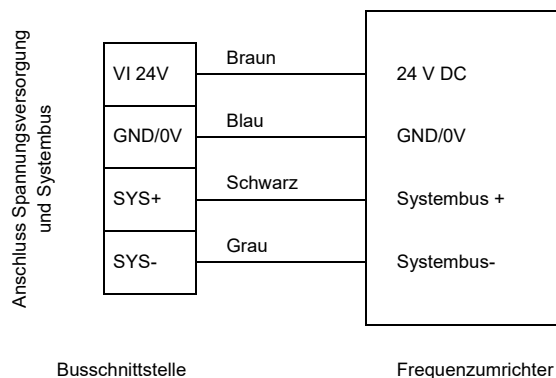 Anschluss Spannungsversorgung
und Systembus
VI 24V
Braun
24 V DC
GND/0V
Blau
GND/0V
SYS+
Schwarz
Systembus +
SYS-
Grau
Systembus-
Busschnittstelle
Frequenzumrichter